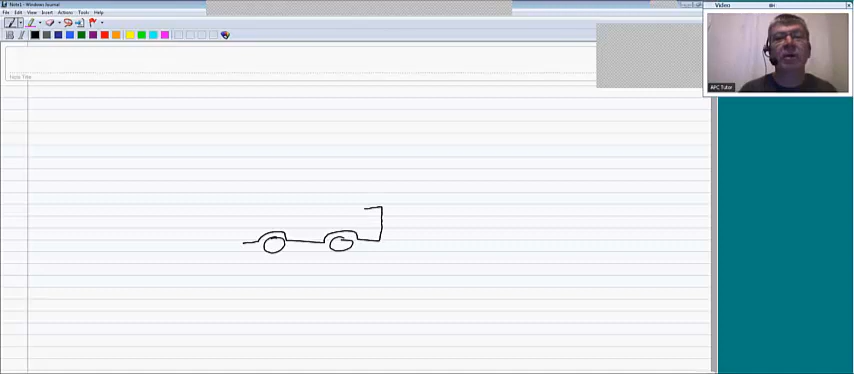 Note1 - Windows Journal
Video
File Edit View Insert Actions Tools Help
Note Title
APC Tutor